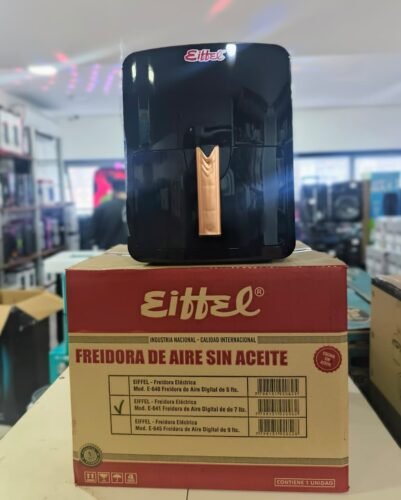 Eiffel
Eiffel®
INDUSTRIA NACIONAL - CALIDAD INTERNACIONAL
FREIDORA DE AIRE SIN ACEITE
EIFFEL - Freidora Eléctrica
Mod. E-640 Freidora de Aire Digital de 5 lts.
EIFFEL - Freidora Eléctrica
Mod. E-641 Freidora de Aire Digital de de 7 lts.
EIFFEL - Freidora Eléctrica
Mod. E-645 Freidora de Aire Digital de 9 lts.
CONTIENE 1 UNIDAD